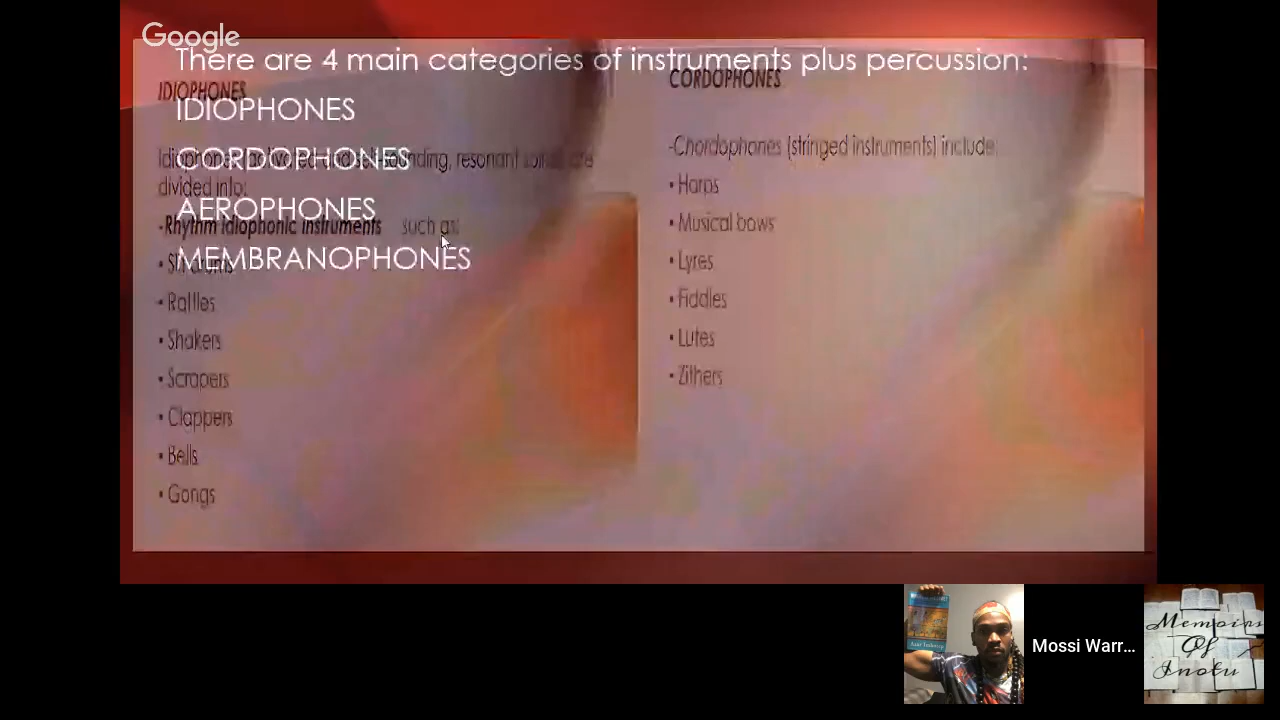 Google
There are 4 main categories of instruments plus percussion:
IDIOPHONES
CORDOPHONES
AEROPHONES
MEMBRANOPHONES
IDIOPHONES
resonant
divided into:
-Rhythm idiophonic instruments such as:
• Rattles
• Shakers
• Scrapers
• Clappers
• Bells
• Gongs
CORDOPHONES
-Chordophones (stringed instruments) include:
• Harps
• Musical bows
• Lyres
• Fiddles
• Lutes
• Zithers
Mossi Warr...
Memoirs
Of